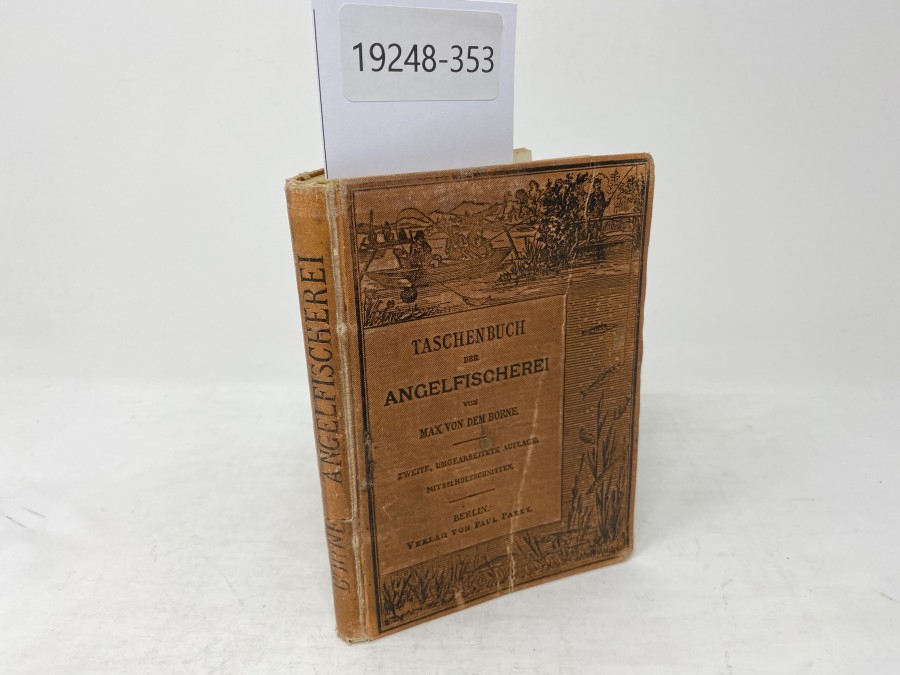 19248-353
TASCHENBUCH
DER
ANGELFISCHEREI
VON
MAX VON DEM BORNE.
ZWEITE, UMGEARBEITETE AUFLAGE.
HOLZSCHNITTEN.
BERLIN.
VERLAG VON PAUL PAREY.
ANGELFISCHEREI